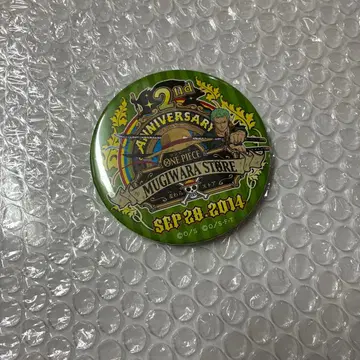 2nd
ANNIVERSARY
ONE PIECE
MUGIWARA STORE
SEP 28.2014